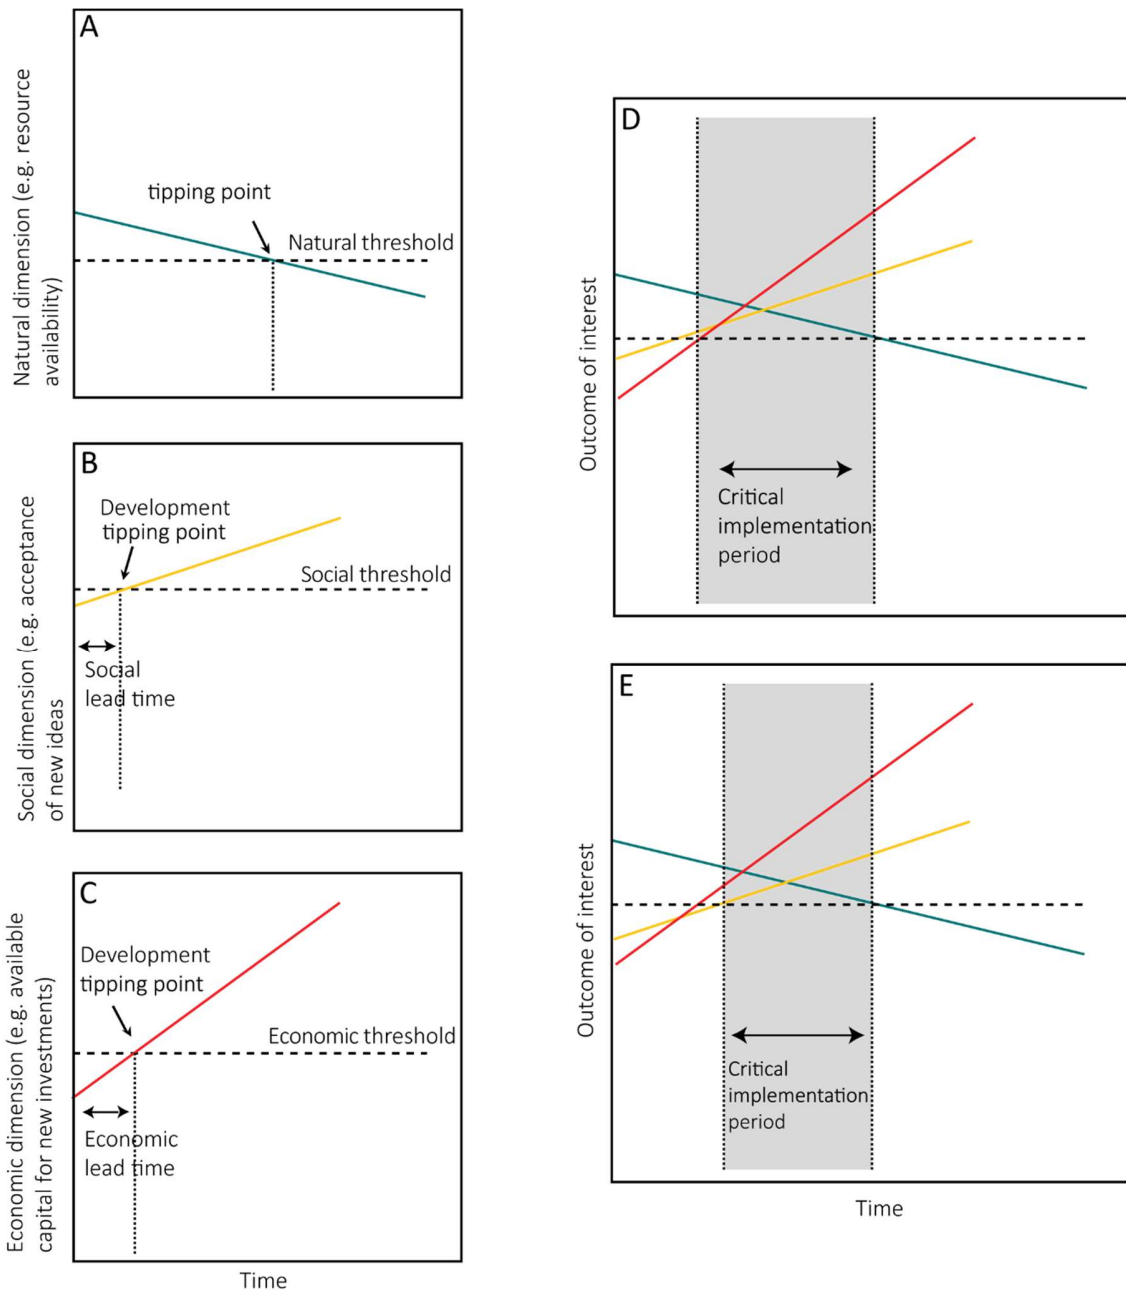 A
Natural dimension (e.g. resource
availability)
tipping point
Natural threshold
B
Social dimension (e.g. acceptance
of new ideas
Development
tipping point
Social threshold
Social
lead time
C
Economic dimension (e.g. available
capital for new investments)
Development
tipping point
Economic threshold
Economic
lead time
Time
D
Outcome of interest
Critical
implementation
period
E
Outcome of interest
Critical
implementation
period
Time